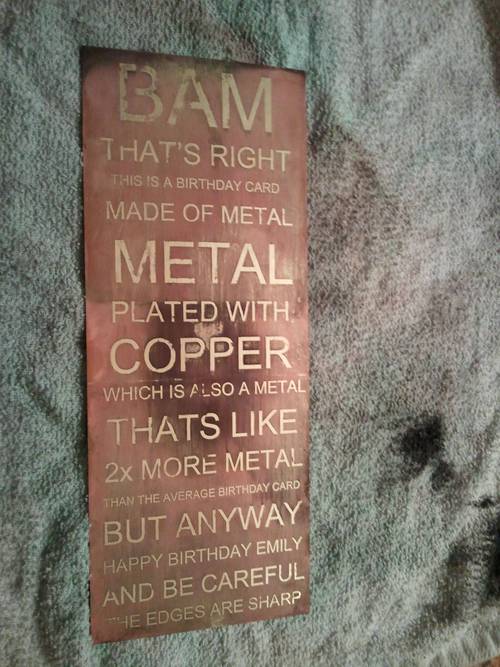 BAM
THAT'S RIGHT
THIS IS A BIRTHDAY CARD
MADE OF METAL
METAL
PLATED WITH
COPPER
WHICH IS ALSO A METAL
THATS LIKE
2x MORE METAL
THAN THE AVERAGE BIRTHDAY CARD
BUT ANYWAY
HAPPY BIRTHDAY EMILY
AND BE CAREFUL
THE EDGES ARE SHARP